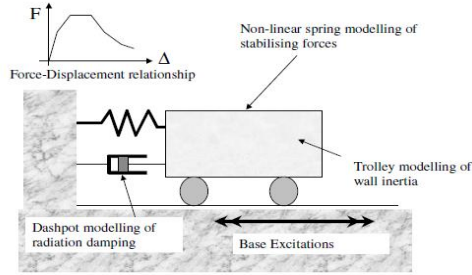 F
Δ
Force-Displacement relationship
Non-linear spring modelling of
stabilising forces
Trolley modelling of
wall inertia
Dashpot modelling of
radiation damping
Base Excitations